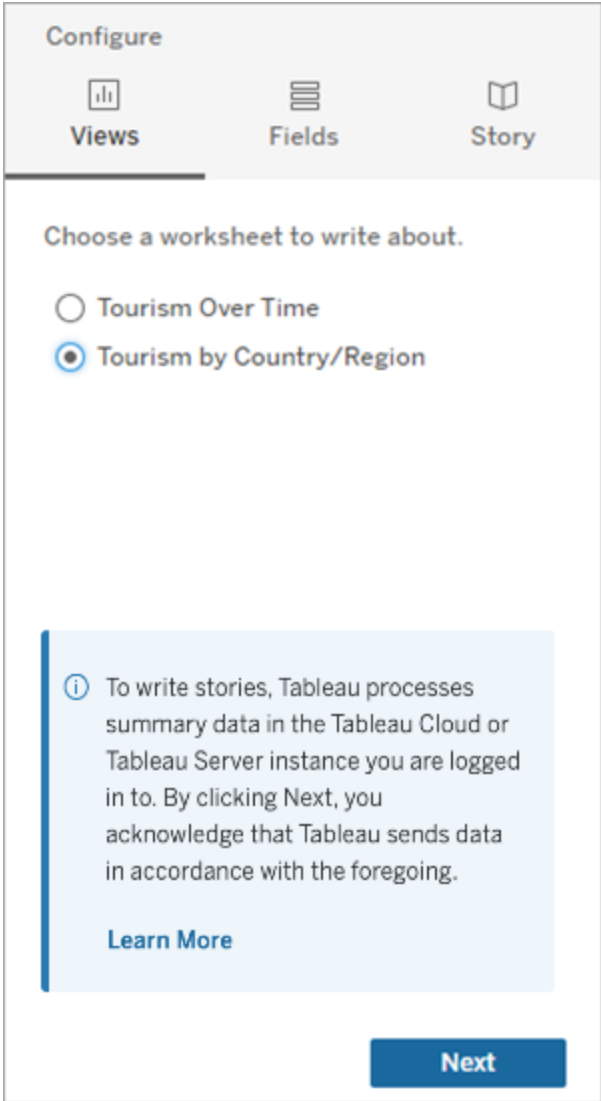 Configure
Views Fields Story
Choose a worksheet to write about.
Tourism Over Time
Tourism by Country/Region
To write stories, Tableau processes
summary data in the Tableau Cloud or
Tableau Server instance you are logged
in to. By clicking Next, you
acknowledge that Tableau sends data
in accordance with the foregoing.
Learn More
Next